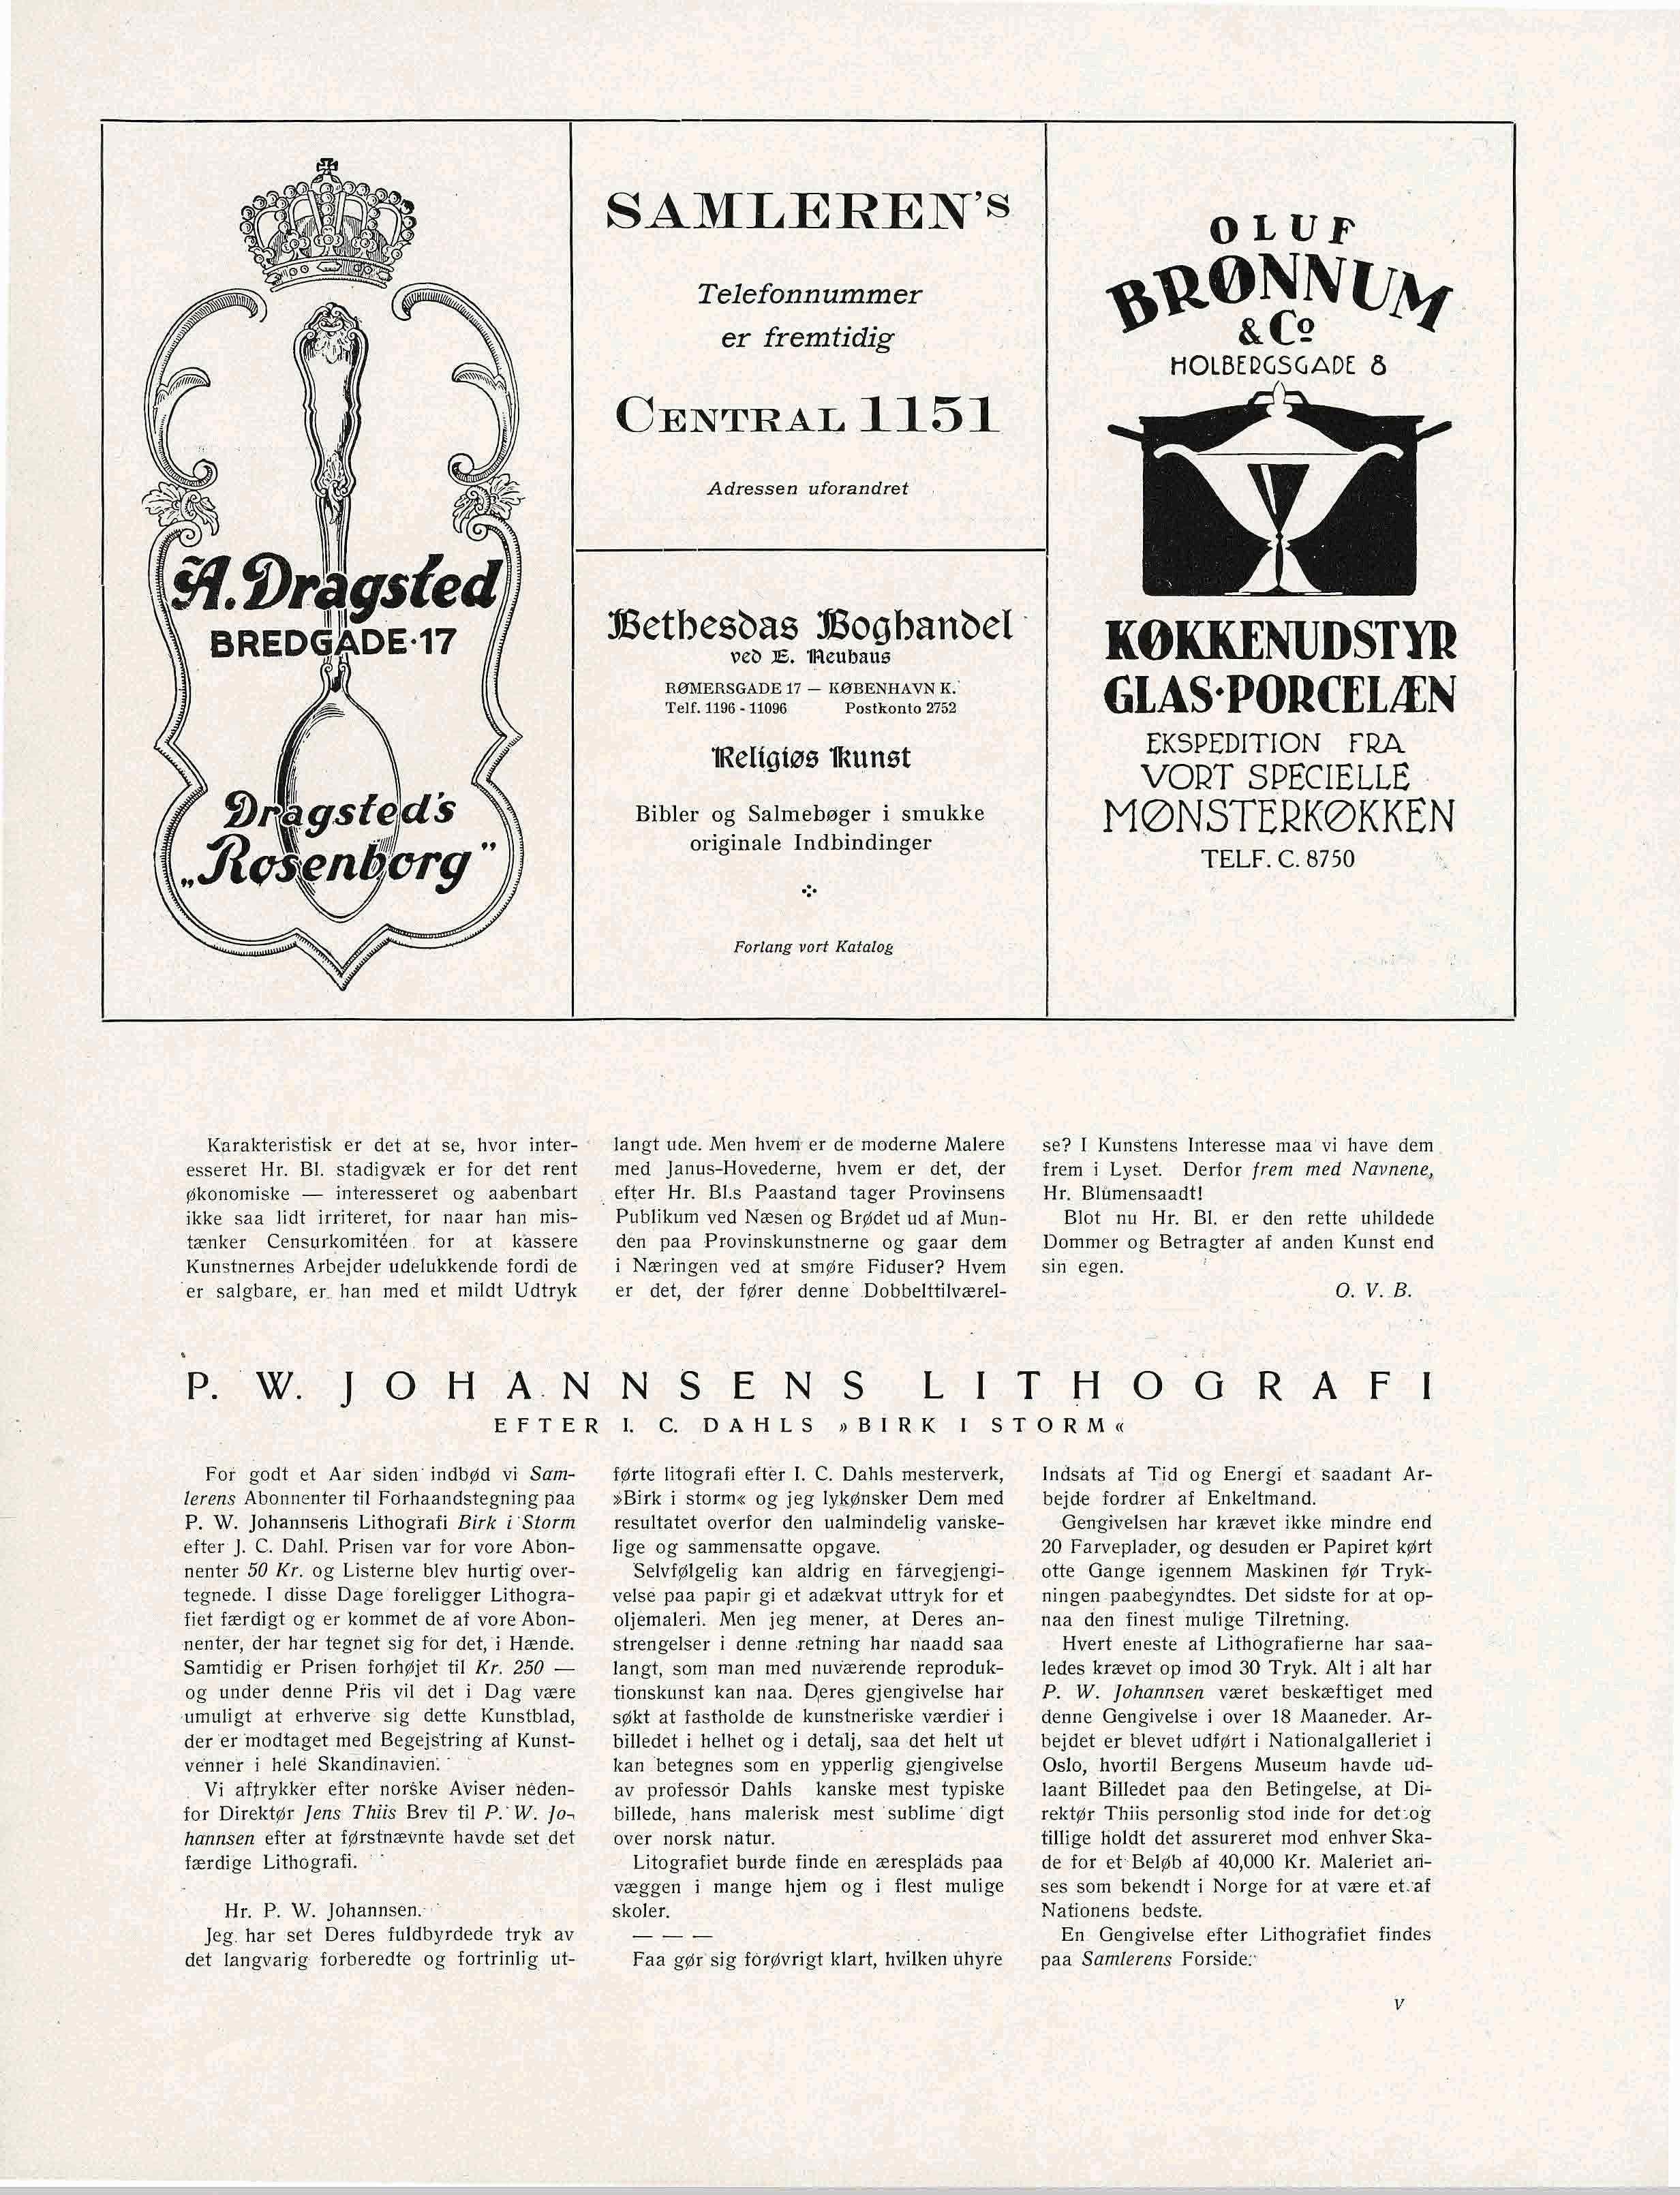 A. Dragsted
BREDGADE·17
Dragsted's
„Rosenborg"
SAMLEREN's
Telefonnummer
er fremtidig
CENTRAL 1151
Adressen uforandret
Bethesdas Boghandel
ved E. Neuhaus
RØMERSGADE 17 — KØBENHAVN K.
Telf. 1196 - 11096 Postkonto 2752
Religiøs Kunst
Bibler og Salmebøger i smukke
originale Indbindinger
Forlang vort Katalog
OLUF
BRØNNUM
& Co
HOLBERGSGADE 8
KØKKENUDSTYR
GLAS·PORCELÆN
EKSPEDITION FRA
VORT SPECIELLE
MØNSTERKØKKEN
TELF. C. 8750
Karakteristisk er det at se, hvor inter-
esseret Hr. Bl. stadigvæk er for det rent
økonomiske — interesseret og aabenbart
ikke saa lidt irriteret, for naar han mis-
tænker Censurkomitéen for at kassere
Kunstnernes Arbejder udelukkende fordi de
er salgbare, er han med et mildt Udtryk
langt ude. Men hvem er de moderne Malere
med Janus-Hovederne, hvem er det, der
efter Hr. Bl.s Paastand tager Provinsens
Publikum ved Næsen og Brødet ud af Mun-
den paa Provinskunstnerne og gaar dem
i Næringen ved at smøre Fiduser? Hvem
er det, der fører denne Dobbelttilværel-
se? I Kunstens Interesse maa vi have dem
frem i Lyset. Derfor frem med Navnene,
Hr. Blumensaadt!
Blot nu Hr. Bl. er den rette uhildede
Dommer og Betragter af anden Kunst end
sin egen.
O. V. B.
P. W. JOHANNSENS LITHOGRAFI
EFTER I. C. DAHLS »BIRK I STORM«
For godt et Aar siden indbød vi Sam-
lerens Abonnenter til Forhaandstegning paa
P. W. Johannsens Lithografi Birk i Storm
efter J. C. Dahl. Prisen var for vore Abon-
nenter 50 Kr. og Listerne blev hurtig over-
tegnede. I disse Dage foreligger Lithogra-
fiet færdigt og er kommet de af vore Abon-
nenter, der har tegnet sig for det, i Hænde.
Samtidig er Prisen forhøjet til Kr. 250 —
og under denne Pris vil det i Dag være
umuligt at erhverve sig dette Kunstblad,
der er modtaget med Begejstring af Kunst-
venner i hele Skandinavien.
Vi aftrykker efter norske Aviser neden-
for Direktør Jens Thiis Brev til P. W. Jo-
hannsen efter at førstnævnte havde set det
færdige Lithografi.
Hr. P. W. Johannsen.
Jeg har set Deres fuldbyrdede tryk av
det langvarig forberedte og fortrinlig ut-
førte litografi efter I. C. Dahls mesterverk,
»Birk i storm« og jeg lykønsker Dem med
resultatet overfor den ualmindelig vanske-
lige og sammensatte opgave.
Selvfølgelig kan aldrig en farvegjengi-
velse paa papir gi et adækvat uttryk for et
oljemaleri. Men jeg mener, at Deres an-
strengelser i denne retning har naadd saa
langt, som man med nuværende reproduk-
tionskunst kan naa. Deres gjengivelse har
søkt at fastholde de kunstneriske værdier i
billedet i helhet og i detalj, saa det helt ut
kan betegnes som en ypperlig gjengivelse
av professor Dahls kanske mest typiske
billede, hans malerisk mest sublime digt
over norsk natur.
Litografiet burde finde en æresplads paa
væggen i mange hjem og i flest mulige
skoler.
— — —
Faa gør sig forøvrigt klart, hvilken uhyre
Indsats af Tid og Energi et saadant Ar-
bejde fordrer af Enkeltmand.
Gengivelsen har krævet ikke mindre end
20 Farveplader, og desuden er Papiret kørt
otte Gange igennem Maskinen før Tryk-
ningen paabegyndtes. Det sidste for at op-
naa den finest mulige Tilretning.
Hvert eneste af Lithografierne har saa-
ledes krævet op imod 30 Tryk. Alt i alt har
P. W. Johannsen været beskæftiget med
denne Gengivelse i over 18 Maaneder. Ar-
bejdet er blevet udført i Nationalgalleriet i
Oslo, hvortil Bergens Museum havde ud-
laant Billedet paa den Betingelse, at Di-
rektør Thiis personlig stod inde for det og
tillige holdt det assureret mod enhver Ska-
de for et Beløb af 40,000 Kr. Maleriet an-
ses som bekendt i Norge for at være et af
Nationens bedste.
En Gengivelse efter Lithografiet findes
paa Samlerens Forside.
V